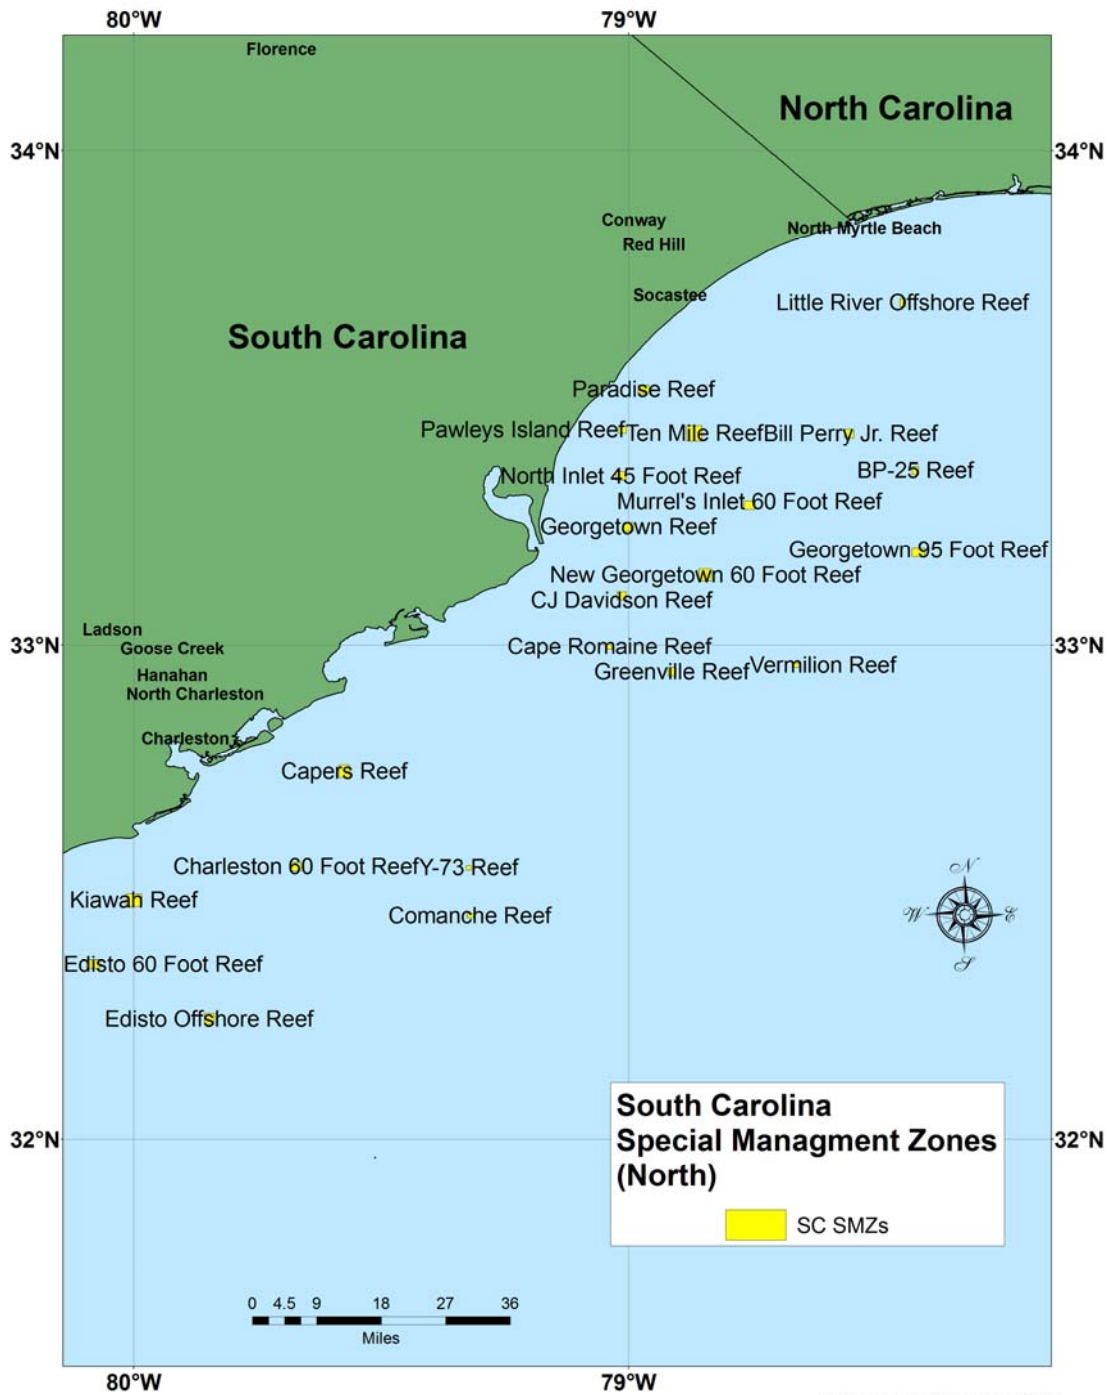 80°W 79°W
Florence
North Carolina
34°N 34°N
Conway
North Myrtle Beach
Red Hill
Socastee
Little River Offshore Reef
South Carolina
Paradise Reef
Pawleys Island Reef Ten Mile Reef Bill Perry Jr. Reef
North Inlet 45 Foot Reef BP-25 Reef
Murrel's Inlet 60 Foot Reef
Georgetown Reef
Georgetown 95 Foot Reef
New Georgetown 60 Foot Reef
CJ Davidson Reef
Ladson
33°N 33°N
Goose Creek
Cape Romaine Reef
Vermilion Reef
Greenville Reef
Hanahan
North Charleston
Charleston
Capers Reef
Charleston 60 Foot Reef Y-73 Reef
Kiawah Reef
Comanche Reef
N
W E
S
Edisto 60 Foot Reef
Edisto Offshore Reef
South Carolina
Special Managment Zones
(North)
32°N 32°N
SC SMZs
0 4.5 9 18 27 36
Miles
80°W 79°W